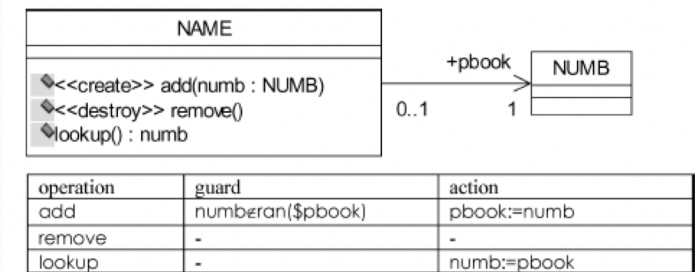 NAME
<<create>> add(numb : NUMB)
<<destroy>> remove()
lookup() : numb
+pbook
NUMB
0..1
1
operation guard action
add numb∉ran($pbook) pbook:=numb
remove - -
lookup - numb:=pbook